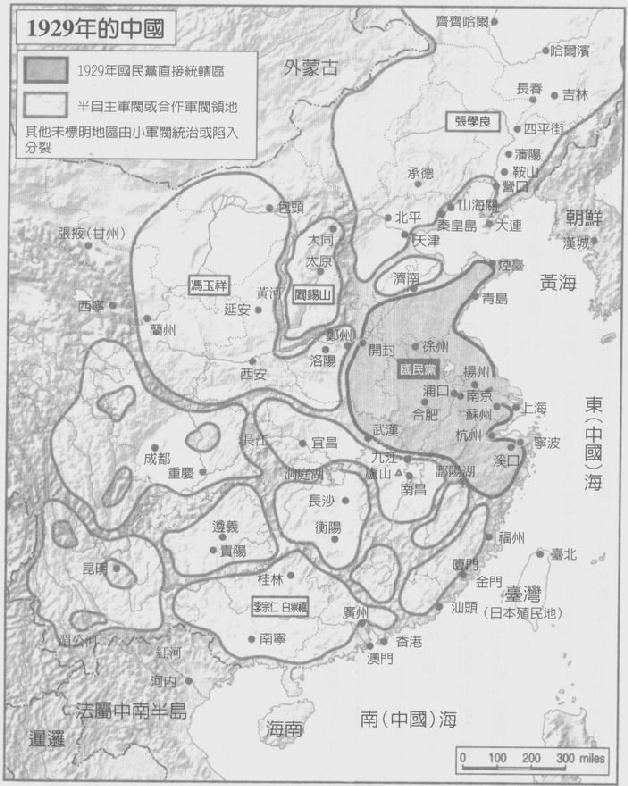 1929年的中國
1929年國民黨直接統轄區
半自主軍閥或合作軍閥領地
其他未標明地區由小軍閥統治或陷入
分裂
齊齊哈爾
哈爾濱
外蒙古
長春
吉林
張學良
四平街
瀋陽
承德
鞍山
營口
山海關
包頭
北平
秦皇島
大連
朝鮮
漢城
張掖(甘州)
大同
天津
太原
濟南
煙臺
黃海
馮玉祥
閻錫山
黃河
青島
西寧
延安
蘭州
鄭州
開封
徐州
洛陽
西安
國民黨
揚州
浦口
南京
合肥
蘇州
上海
東(中國)海
長江
宜昌
武漢
杭州
寧波
成都
九江
溪口
重慶
洞庭湖
廬山
鄱陽湖
南昌
長沙
遵義
衡陽
福州
貴陽
昆明
臺北
桂林
廈門
金門
臺灣
李宗仁 白崇禧
廣州
汕頭
(日本殖民地)
湄公河
紅河
南寧
香港
澳門
河內
法屬中南半島
海南
南(中國)海
暹羅
0 100 200 300 miles